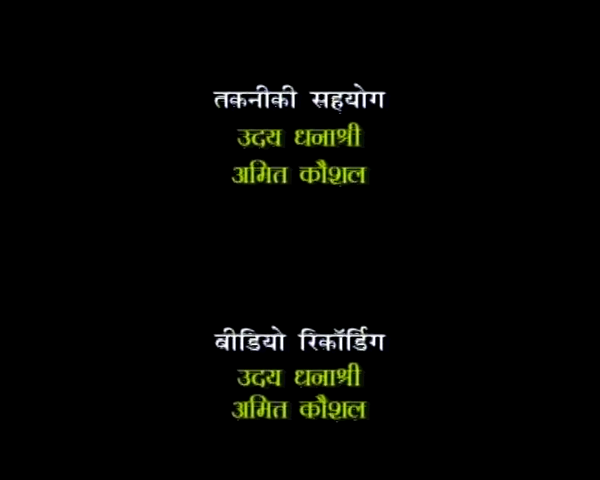 तकनीकी सहयोग
उदय धनाश्री
अमित कौशल
बीडियो रिकॉर्डिग
उदय धनाश्री
अमित कौशल